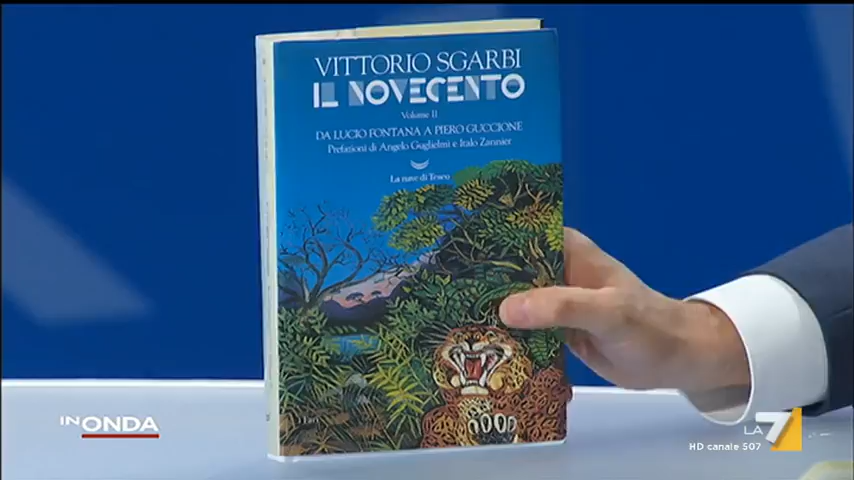 VITTORIO SGARBI
IL NOVECENTO
Volume II
DA LUCIO FONTANA A PIERO GUCCIONE
Prefazioni di Angelo Guglielmi e Italo Zannier
La nave di Teseo
IN ONDA
LA 7
HD canale 507